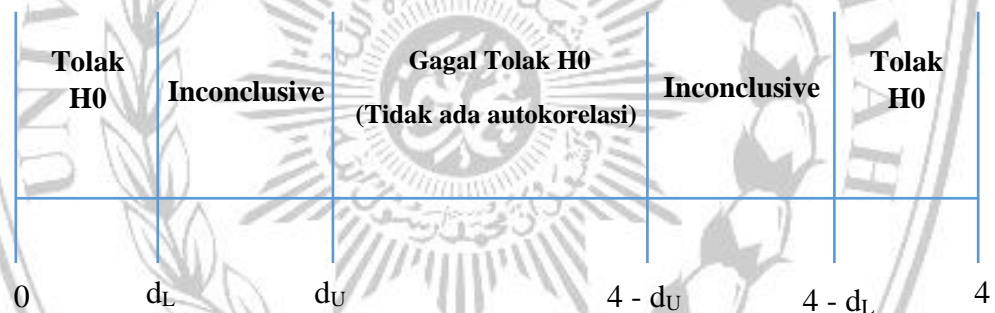 Tolak
H0
Inconclusive
Gagal Tolak H0
(Tidak ada autokorelasi)
Inconclusive
Tolak
H0
0 dL dU 4 - dU 4 - dL 4